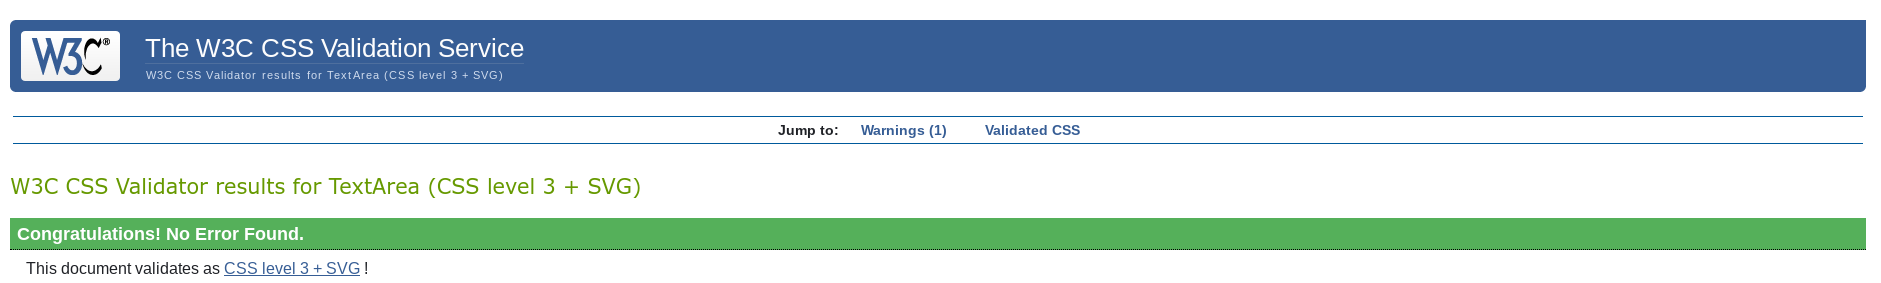 W3C®
The W3C CSS Validation Service
W3C CSS Validator results for TextArea (CSS level 3 + SVG)
Jump to: Warnings (1) Validated CSS
W3C CSS Validator results for TextArea (CSS level 3 + SVG)
Congratulations! No Error Found.
This document validates as CSS level 3 + SVG !